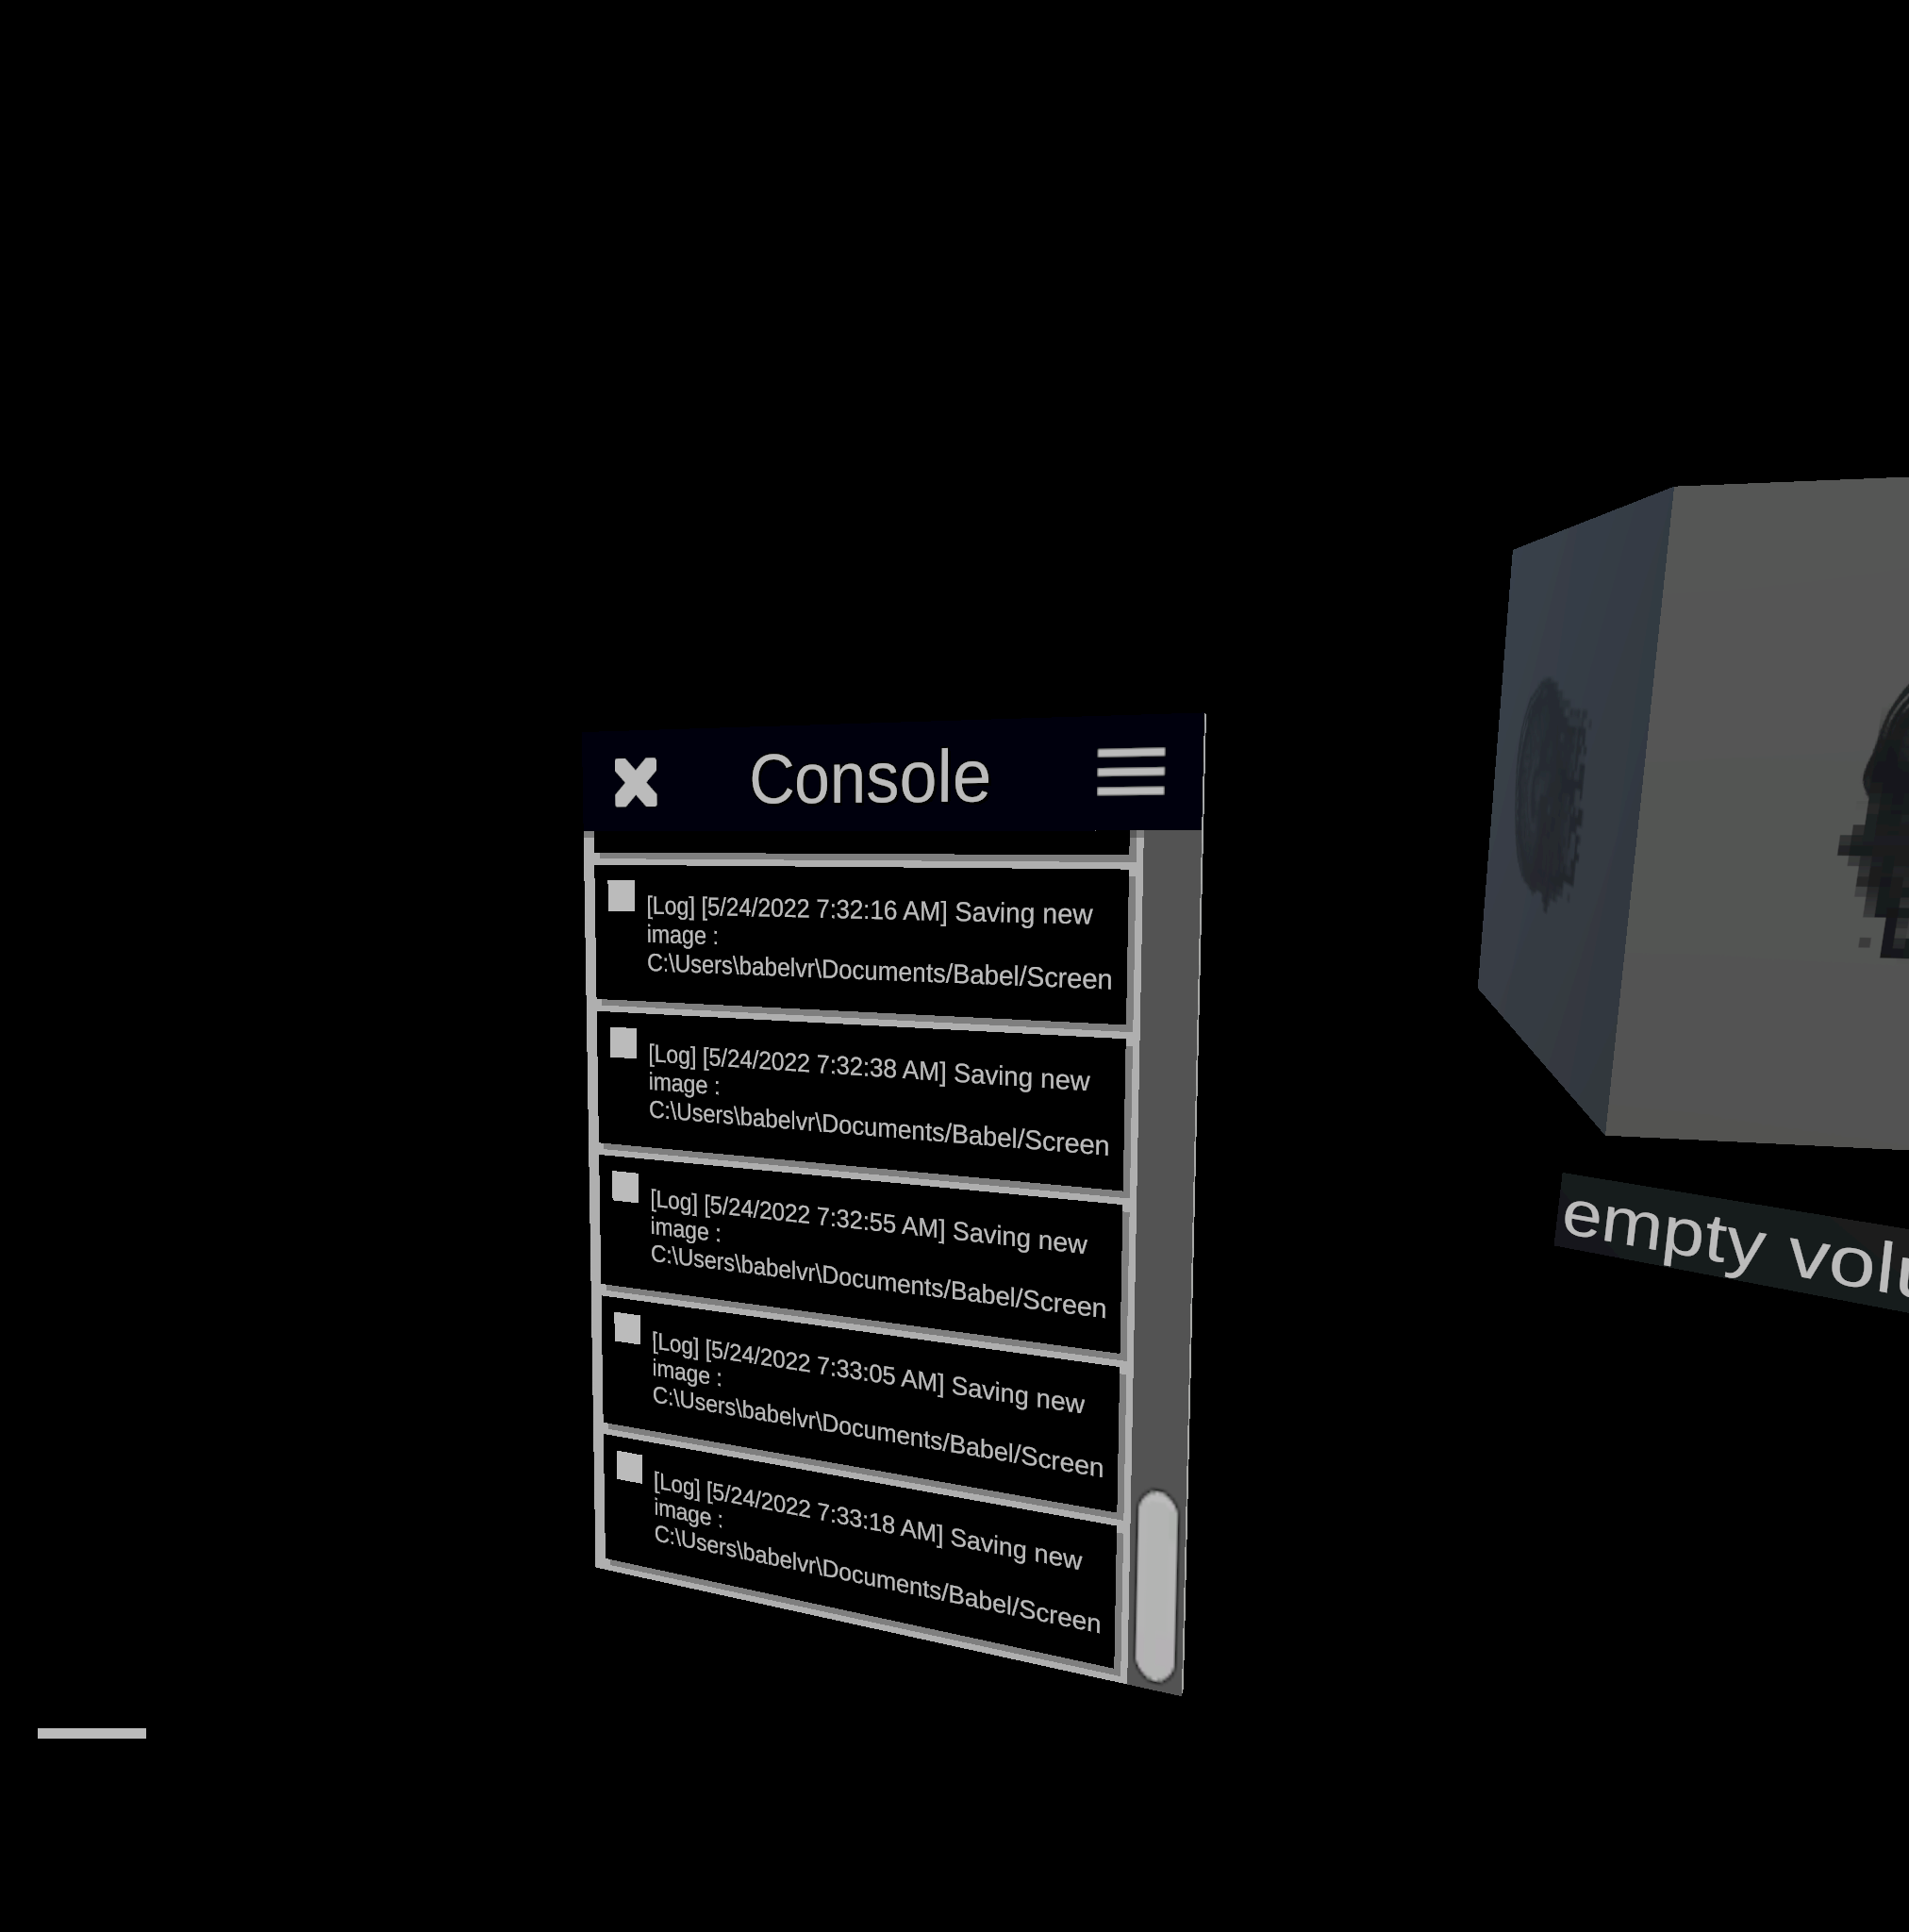 Console
[Log] [5/24/2022 7:32:16 AM] Saving new
image :
C:\Users\babelvr\Documents/Babel/Screen
[Log] [5/24/2022 7:32:38 AM] Saving new
image :
C:\Users\babelvr\Documents/Babel/Screen
[Log] [5/24/2022 7:32:55 AM] Saving new
image :
C:\Users\babelvr\Documents/Babel/Screen
[Log] [5/24/2022 7:33:05 AM] Saving new
image :
C:\Users\babelvr\Documents/Babel/Screen
[Log] [5/24/2022 7:33:18 AM] Saving new
image :
C:\Users\babelvr\Documents/Babel/Screen
empty